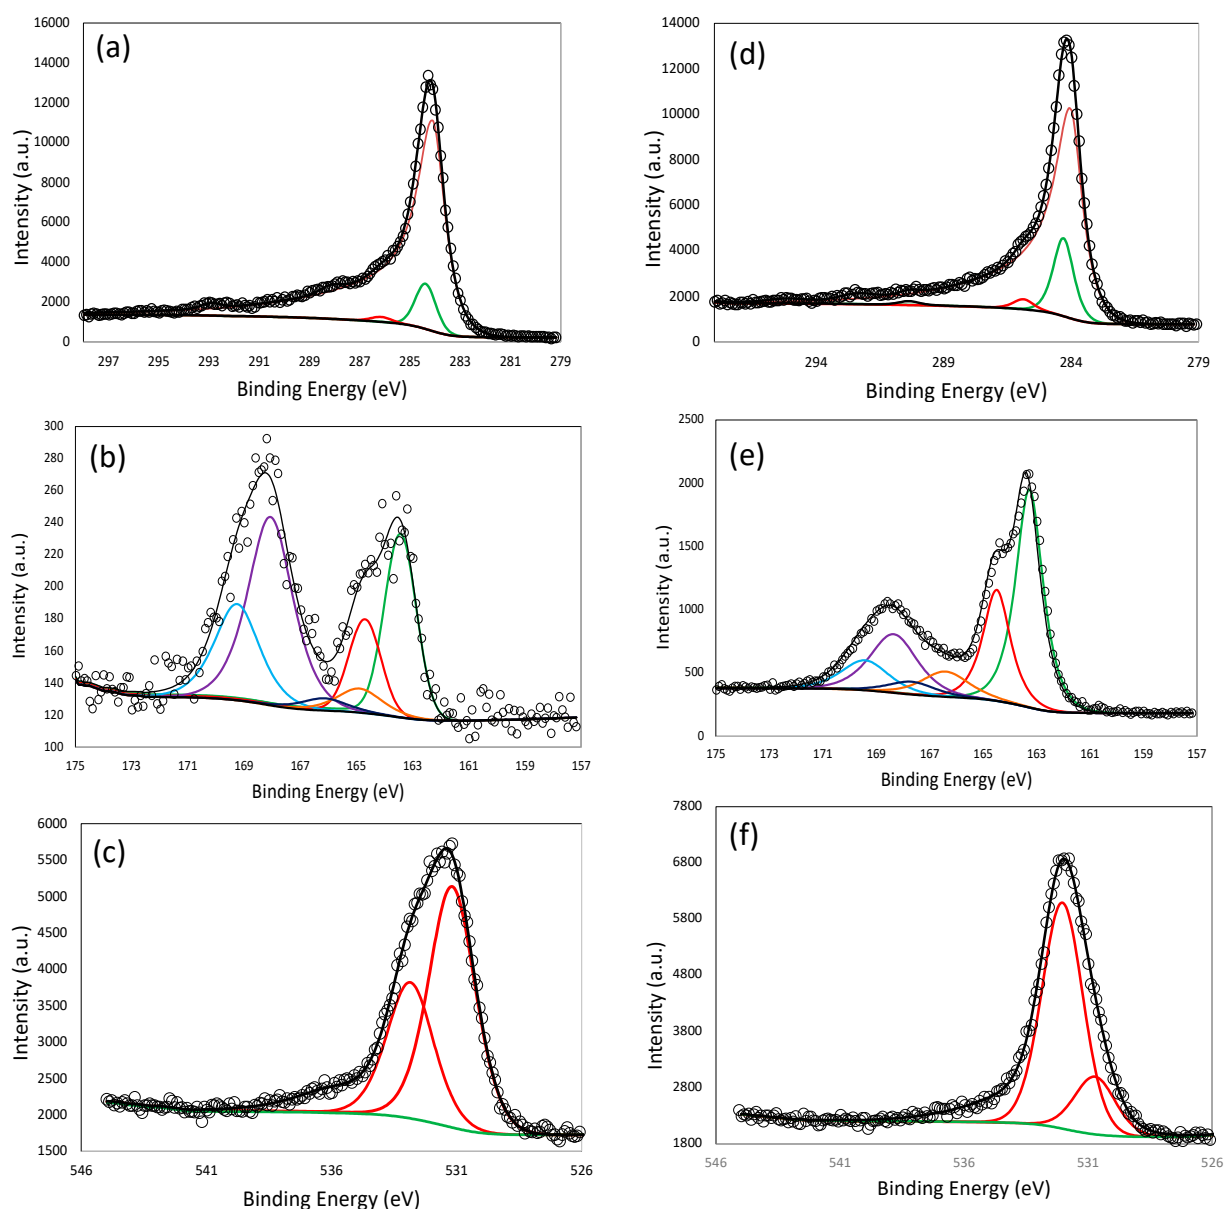 (a)
Intensity (a.u.)
16000
14000
12000
10000
8000
6000
4000
2000
0
297 295 293 291 289 287 285 283 281 279
Binding Energy (eV)
(d)
Intensity (a.u.)
14000
12000
10000
8000
6000
4000
2000
0
294 289 284 279
Binding Energy (eV)
(b)
Intensity (a.u.)
300
280
260
240
220
200
180
160
140
120
100
175 173 171 169 167 165 163 161 159 157
Binding Energy (eV)
(e)
Intensity (a.u.)
2500
2000
1500
1000
500
0
175 173 171 169 167 165 163 161 159 157
Binding Energy (eV)
(c)
Intensity (a.u.)
6000
5500
5000
4500
4000
3500
3000
2500
2000
1500
546 541 536 531 526
Binding Energy (eV)
(f)
Intensity (a.u.)
7800
6800
5800
4800
3800
2800
1800
546 541 536 531 526
Binding Energy (eV)